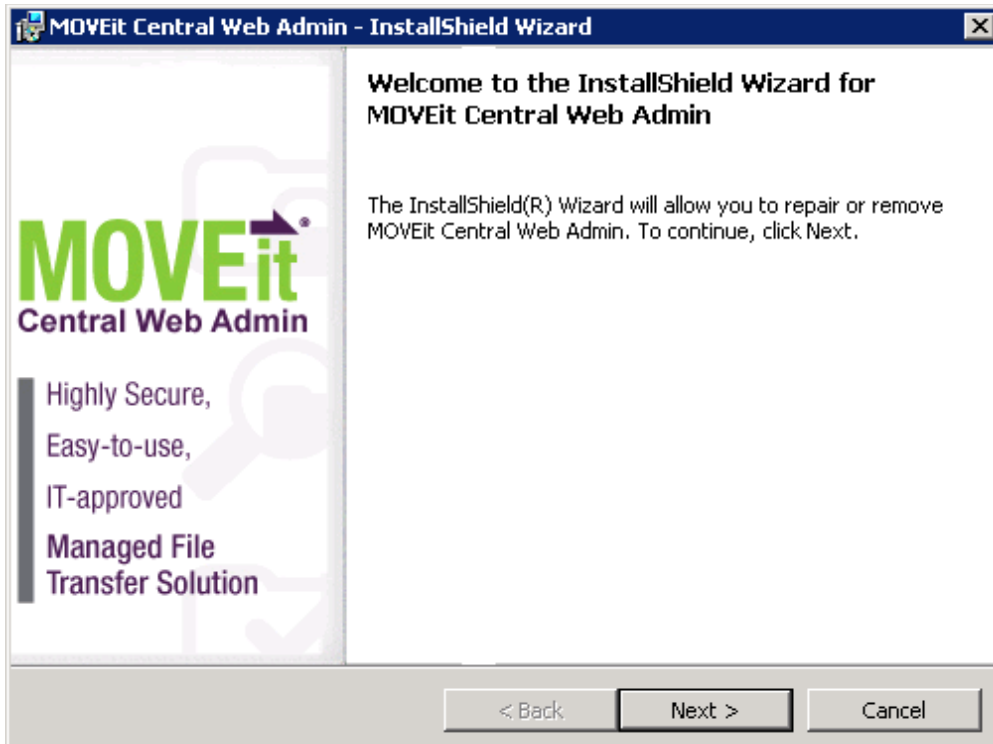 MOVEit Central Web Admin - InstallShield Wizard
Welcome to the InstallShield Wizard for
MOVEit Central Web Admin
The InstallShield(R) Wizard will allow you to repair or remove
MOVEit Central Web Admin. To continue, click Next.
MOVEit®
Central Web Admin
Highly Secure,
Easy-to-use,
IT-approved
Managed File
Transfer Solution
< Back
Next >
Cancel